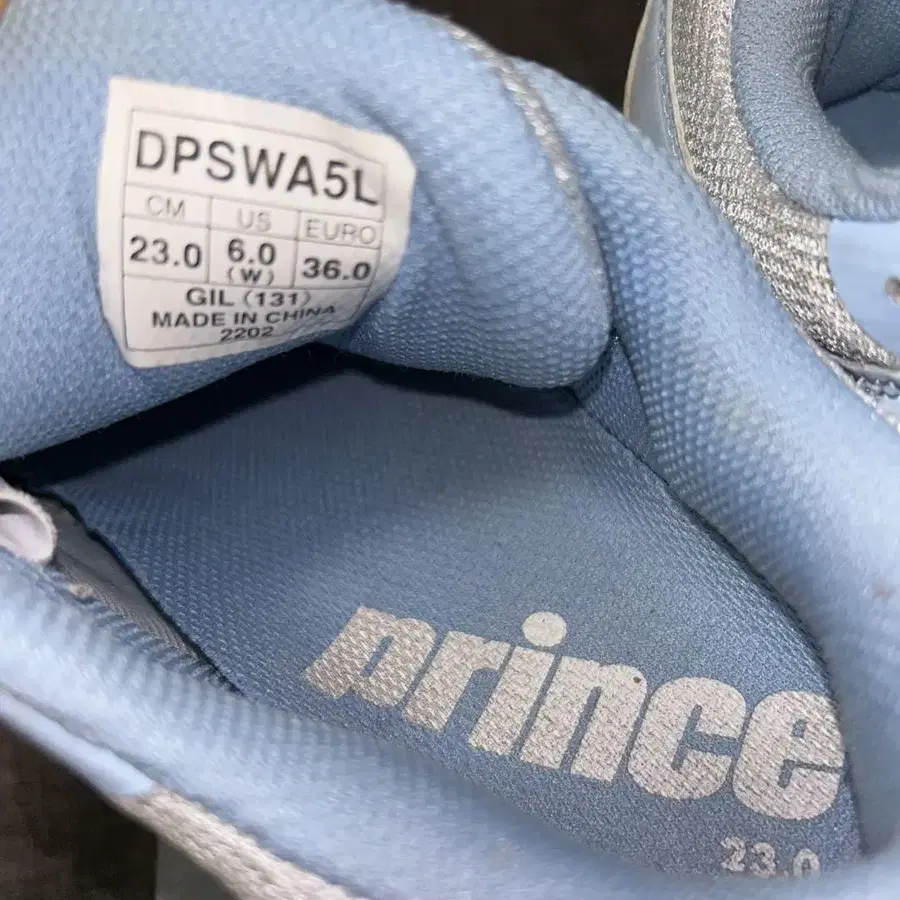 DPSWA5L
CM US EURO
23.0 6.0 (W) 36.0
GIL (131)
MADE IN CHINA
2202
prince
23.0